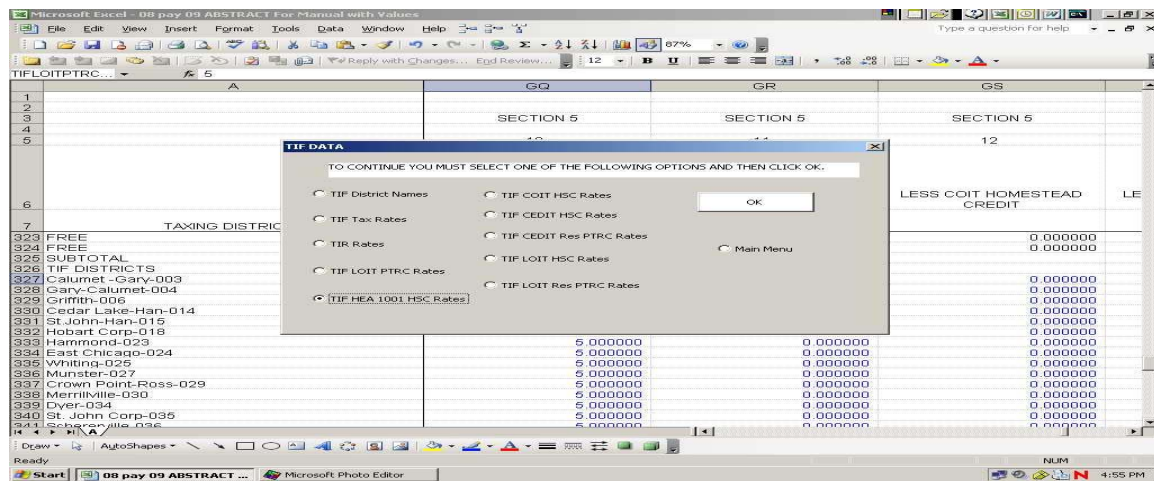 Microsoft Excel - 08 pay 09 ABSTRACT For Manual with Values
File Edit View Insert Format Tools Data Window Help
Type a question for help
87%
Reply with Changes... End Review... 12 B U
TIFLOITPTRC... fx 5
A GQ GR GS
1
2
3 SECTION 5 SECTION 5 SECTION 5
4
5 12
6 LESS COIT HOMESTEAD CREDIT LE
7 TAXING DISTRIC
TIF DATA
TO CONTINUE YOU MUST SELECT ONE OF THE FOLLOWING OPTIONS AND THEN CLICK OK.
TIF District Names
TIF Tax Rates
TIR Rates
TIF LOIT PTRC Rates
TIF HEA 1001 HSC Rates
TIF COIT HSC Rates
TIF CEDIT HSC Rates
TIF CEDIT Res PTRC Rates
TIF LOIT HSC Rates
TIF LOIT Res PTRC Rates
OK
Main Menu
323 FREE 0.000000
324 FREE 0.000000
325 SUBTOTAL
326 TIF DISTRICTS
327 Calumet -Gary-003 0.000000
328 Gary-Calumet-004 0.000000
329 Griffith-006 0.000000
330 Cedar Lake-Han-014 0.000000
331 St.John-Han-015 0.000000
332 Hobart Corp-018 0.000000
333 Hammond-023 5.000000 0.000000 0.000000
334 East Chicago-024 5.000000 0.000000 0.000000
335 Whiting-025 5.000000 0.000000 0.000000
336 Munster-027 5.000000 0.000000 0.000000
337 Crown Point-Ross-029 5.000000 0.000000 0.000000
338 Merrillville-030 5.000000 0.000000 0.000000
339 Dyer-034 5.000000 0.000000 0.000000
340 St. John Corp-035 5.000000 0.000000 0.000000
A
Draw AutoShapes
Ready NUM
Start 08 pay 09 ABSTRACT ... Microsoft Photo Editor 4:55 PM